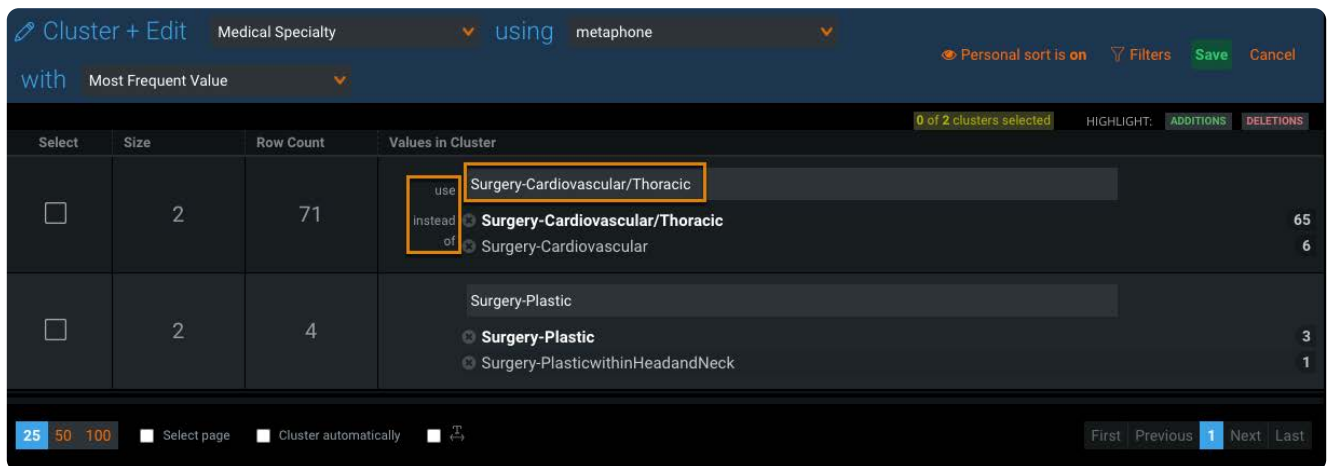 Cluster + Edit Medical Specialty using metaphone
Personal sort is on Filters Save Cancel
with Most Frequent Value
0 of 2 clusters selected HIGHLIGHT: ADDITIONS DELETIONS
Select Size Row Count Values in Cluster
use Surgery-Cardiovascular/Thoracic
2 71 instead Surgery-Cardiovascular/Thoracic 65
of Surgery-Cardiovascular 6
Surgery-Plastic
2 4 Surgery-Plastic 3
Surgery-PlasticwithinHeadandNeck 1
25 50 100 Select page Cluster automatically T First Previous 1 Next Last